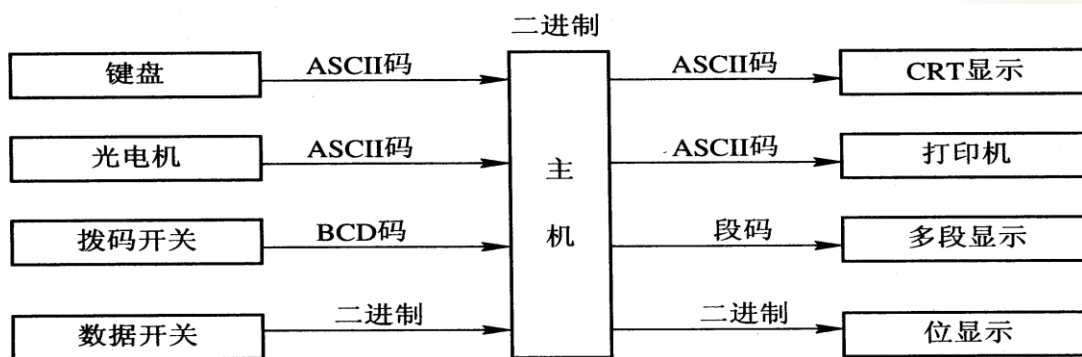 二进制
键盘 ASCII码 ASCII码 CRT显示
光电机 ASCII码 主 ASCII码 打印机
拨码开关 BCD码 机 段码 多段显示
数据开关 二进制 二进制 位显示